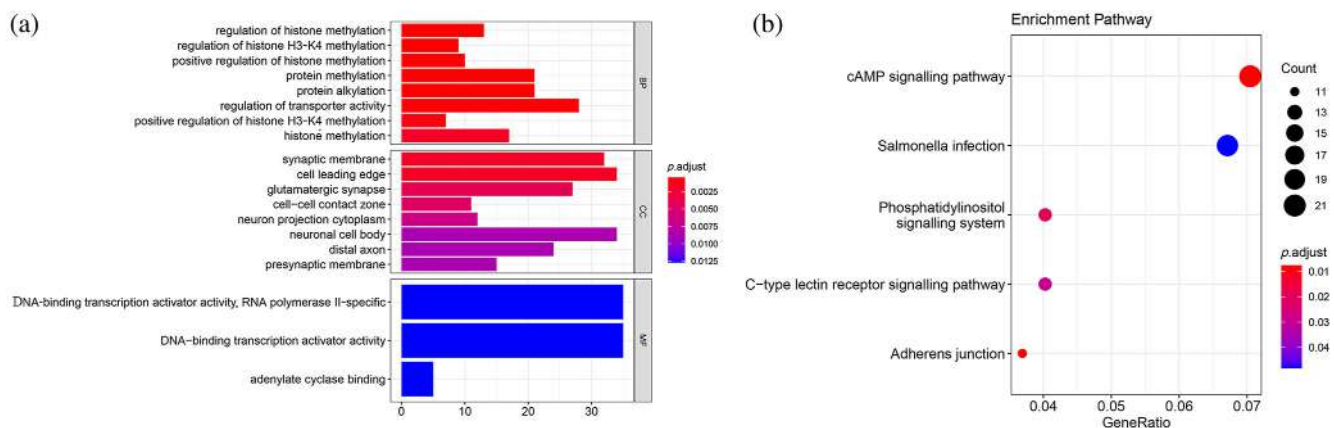 (a)
regulation of histone methylation
regulation of histone H3-K4 methylation
positive regulation of histone methylation
protein methylation
protein alkylation
regulation of transporter activity
positive regulation of histone H3-K4 methylation
histone methylation
BP
synaptic membrane
cell leading edge
glutamatergic synapse
cell-cell contact zone
neuron projection cytoplasm
neuronal cell body
distal axon
presynaptic membrane
CC
DNA-binding transcription activator activity, RNA polymerase II-specific
DNA-binding transcription activator activity
adenylate cyclase binding
MF
0 10 20 30
p.adjust
0.0025
0.0050
0.0075
0.0100
0.0125
(b)
Enrichment Pathway
cAMP signalling pathway
Salmonella infection
Phosphatidylinositol
signalling system
C-type lectin receptor signalling pathway
Adherens junction
0.04 0.05 0.06 0.07
GeneRatio
Count
11
13
15
17
19
21
p.adjust
0.01
0.02
0.03
0.04